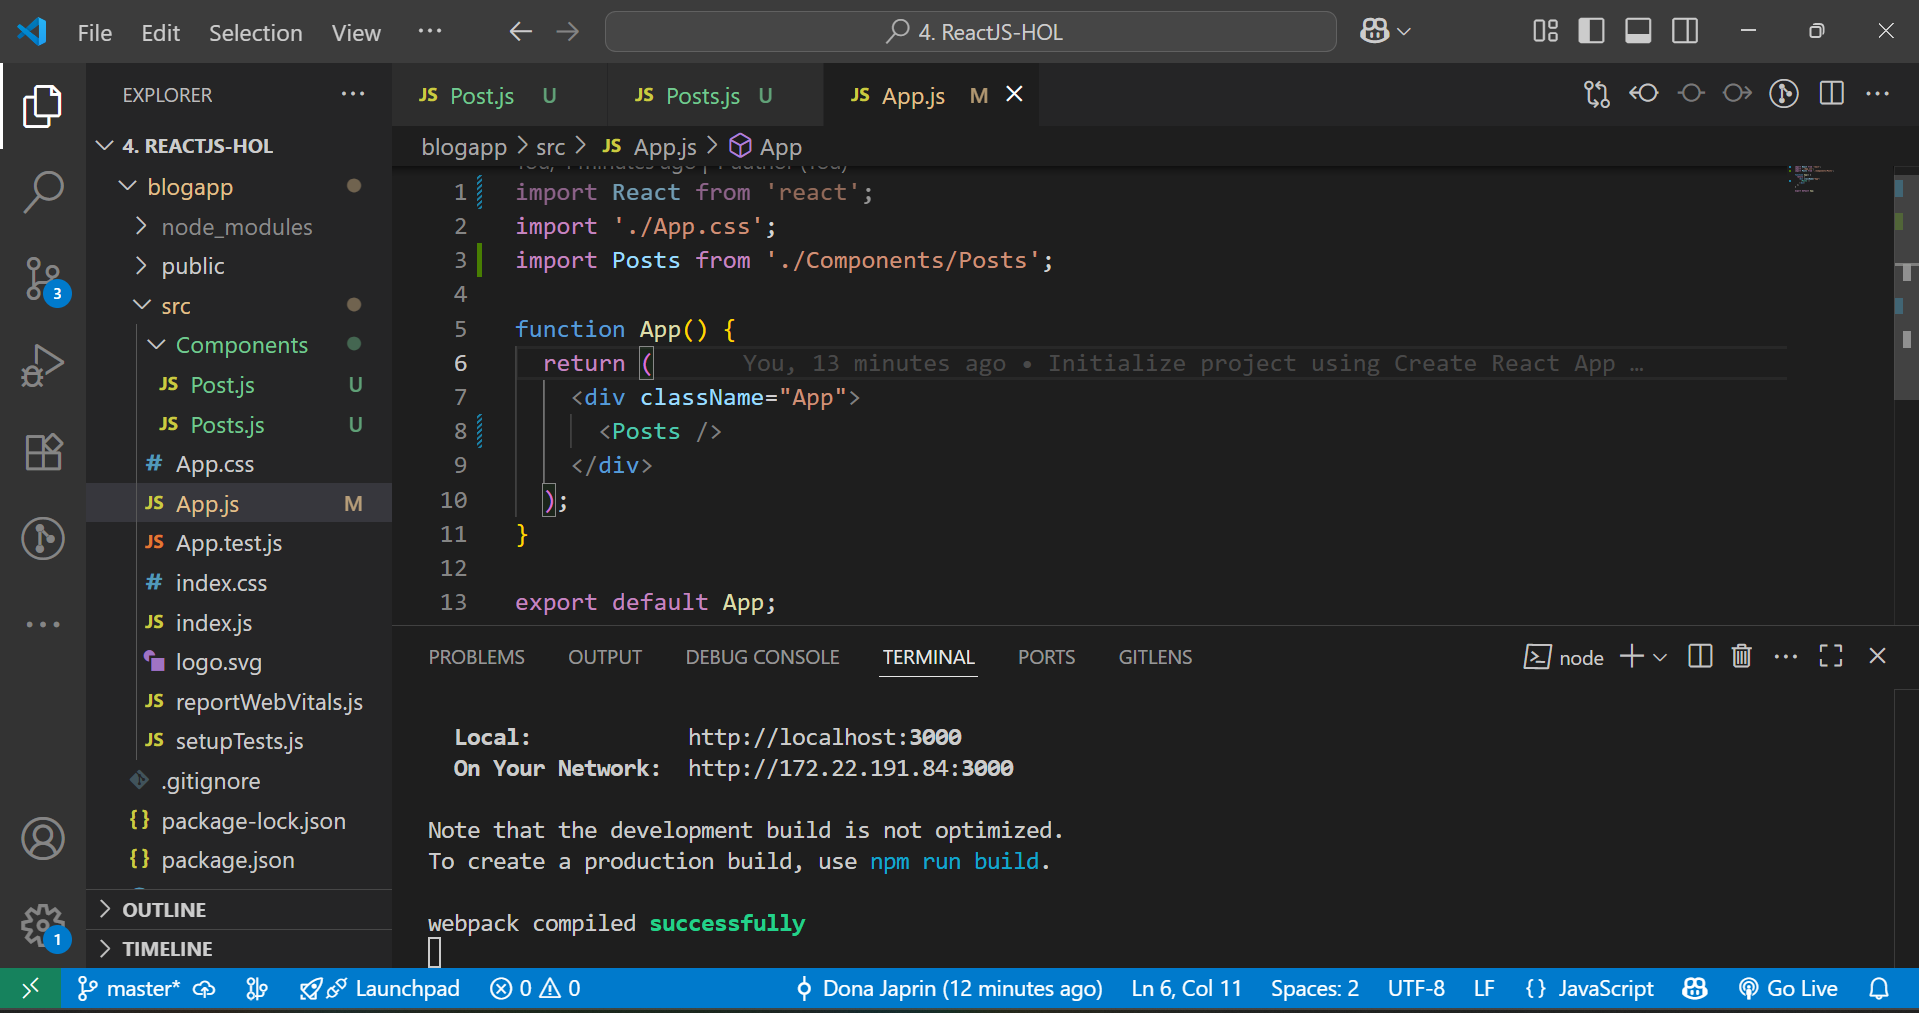 File Edit Selection View ··· 4. ReactJS-HOL
EXPLORER ···
4. REACTJS-HOL
blogapp
node_modules
public
src
Components
JS Post.js U
JS Posts.js U
# App.css
JS App.js M
JS App.test.js
# index.css
JS index.js
logo.svg
JS reportWebVitals.js
JS setupTests.js
.gitignore
{} package-lock.json
{} package.json
OUTLINE
TIMELINE
3
1
JS Post.js U JS Posts.js U JS App.js M
blogapp > src > JS App.js > App
You, 4 minutes ago | 1 author (You)
1 import React from 'react';
2 import './App.css';
3 import Posts from './Components/Posts';
4
5 function App() {
6 return ( You, 13 minutes ago • Initialize project using Create React App …
7 <div className="App">
8 <Posts />
9 </div>
10 );
11 }
12
13 export default App;
PROBLEMS OUTPUT DEBUG CONSOLE TERMINAL PORTS GITLENS node
Local: http://localhost:3000
On Your Network: http://172.22.191.84:3000
Note that the development build is not optimized.
To create a production build, use npm run build.
webpack compiled successfully
master* Launchpad 0 0 Dona Japrin (12 minutes ago) Ln 6, Col 11 Spaces: 2 UTF-8 LF {} JavaScript Go Live